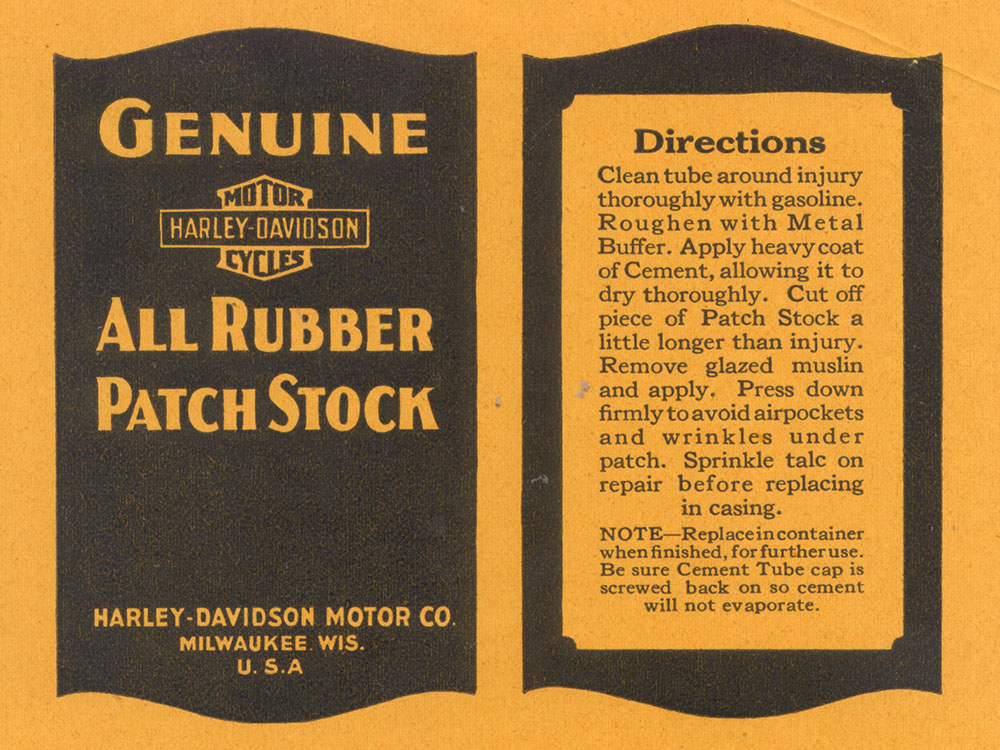 GENUINE
MOTOR
HARLEY-DAVIDSON
CYCLES
ALL RUBBER
PATCH STOCK
HARLEY-DAVIDSON MOTOR CO.
MILWAUKEE. WIS.
U. S. A
Directions
Clean tube around injury
thoroughly with gasoline.
Roughen with Metal
Buffer. Apply heavy coat
of Cement, allowing it to
dry thoroughly. Cut off
piece of Patch Stock a
little longer than injury.
Remove glazed muslin
and apply. Press down
firmly to avoid airpockets
and wrinkles under
patch. Sprinkle talc on
repair before replacing
in casing.
NOTE—Replace in container
when finished, for further use.
Be sure Cement Tube cap is
screwed back on so cement
will not evaporate.